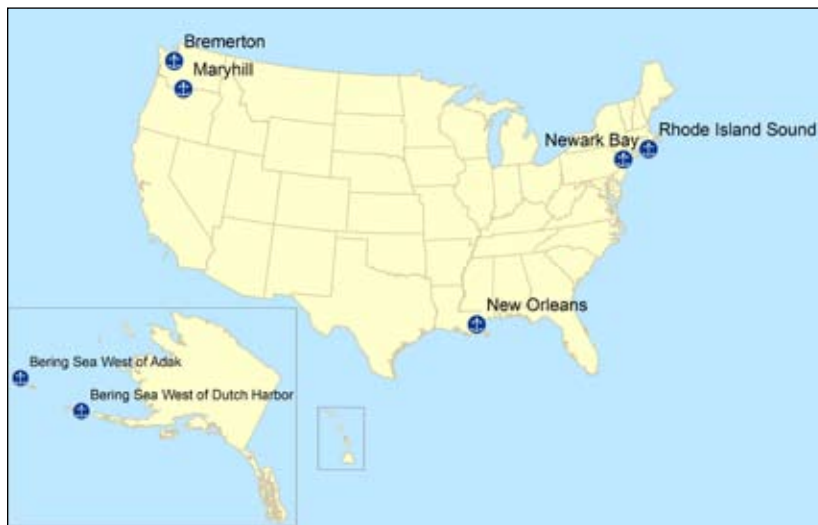 Bremerton
Maryhill
Rhode Island Sound
Newark Bay
New Orleans
Bering Sea West of Adak
Bering Sea West of Dutch Harbor